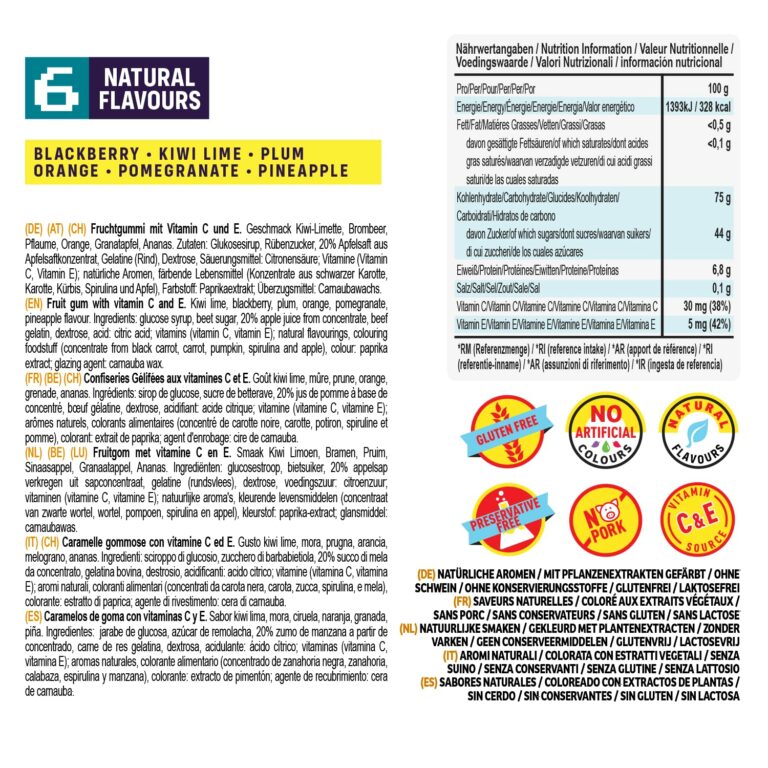 6 NATURAL
FLAVOURS
BLACKBERRY • KIWI LIME • PLUM
ORANGE • POMEGRANATE • PINEAPPLE
(DE) (AT) (CH) Fruchtgummi mit Vitamin C und E. Geschmack Kiwi-Limette, Brombeer,
Pflaume, Orange, Granatapfel, Ananas. Zutaten: Glukosesirup, Rübenzucker, 20% Apfelsaft aus
Apfelsaftkonzentrat, Gelatine (Rind), Dextrose, Säuerungsmittel: Citronensäure; Vitamine (Vitamin
C, Vitamin E); natürliche Aromen, färbende Lebensmittel (Konzentrate aus schwarzer Karotte,
Karotte, Kürbis, Spirulina und Apfel), Farbstoff: Paprikaextrakt; Überzugsmittel: Carnaubawachs.
(EN) Fruit gum with vitamin C and E. Kiwi lime, blackberry, plum, orange, pomegranate,
pineapple flavour. Ingredients: glucose syrup, beet sugar, 20% apple juice from concentrate, beef
gelatin, dextrose, acid: citric acid; vitamins (vitamin C, vitamin E); natural flavourings, colouring
foodstuff (concentrate from black carrot, carrot, pumpkin, spirulina and apple), colour: paprika
extract; glazing agent: carnauba wax.
(FR) (BE) (CH) Confiseries Gélifées aux vitamines C et E. Goût kiwi lime, mûre, prune, orange,
grenade, ananas. Ingrédients: sirop de glucose, sucre de betterave, 20% jus de pomme à base de
concentré, bœuf gélatine, dextrose, acidifiant: acide citrique; vitamine (vitamine C, vitamine E);
arômes naturels, colorants alimentaires (concentré de carotte noire, carotte, potiron, spiruline et
pomme), colorant: extrait de paprika; agent d'enrobage: cire de carnauba.
(NL) (BE) (LU) Fruitgom met vitamine C en E. Smaak Kiwi Limoen, Bramen, Pruim,
Sinaasappel, Granaatappel, Ananas. Ingrediënten: glucosestroop, bietsuiker, 20% appelsap
verkregen uit sapconcentraat, gelatine (rundsvlees), dextrose, voedingszuur: citroenzuur;
vitaminen (vitamine C, vitamine E); natuurlijke aroma's, kleurende levensmiddelen (concentraat
van zwarte wortel, wortel, pompoen, spirulina en appel), kleurstof: paprika-extract; glansmiddel:
carnaubawas.
(IT) (CH) Caramelle gommose con vitamine C ed E. Gusto kiwi lime, mora, prugna, arancia,
melograno, ananas. Ingredienti: sciroppo di glucosio, zucchero di barbabietola, 20% succo di mela
da concentrato, gelatina bovina, destrosio, acidificanti: acido citrico; vitamine (vitamina C, vitamina
E); aromi naturali, coloranti alimentari (concentrati da carota nera, carota, zucca, spirulina, e mela),
colorante: estratto di paprica; agente di rivestimento: cera di carnauba.
(ES) Caramelos de goma con vitaminas C y E. Sabor kiwi lima, mora, ciruela, naranja, granada,
piña. Ingredientes: jarabe de glucosa, azúcar de remolacha, 20% zumo de manzana a partir de
concentrado, carne de res gelatina, dextrosa, acidulante: ácido cítrico; vitaminas (vitamina C,
vitamina E); aromas naturales, colorante alimentario (concentrado de zanahoria negra, zanahoria,
calabaza, espirulina y manzana), colorante: extracto de pimentón; agente de recubrimiento: cera
de carnauba.
Nährwertangaben / Nutrition Information / Valeur Nutritionnelle /
Voedingswaarde / Valori Nutrizionali / información nutricional
Pro/Per/Pour/Per/Per/Por 100 g
Energie/Energy/Énergie/Energie/Energia/Valor energético 1393kJ / 328 kcal
Fett/Fat/Matiéres Grasses/Vetten/Grassi/Grasas <0,5 g
davon gesättigte Fettsäuren/of which saturates/dont acides <0,1 g
gras saturés/waarvan verzadigde vetzuren/di cui acidi grassi
saturi/de las cuales saturadas
Kohlenhydrate/Carbohydrate/Glucides/Koolhydraten/ 75 g
Carboidrati/Hidratos de carbono
davon Zucker/of which sugars/dont sucres/waarvan suikers/ 44 g
di cui zuccheri/de los cuales azúcares
Eiweiß/Protein/Protéines/Eiwitten/Proteine/Proteínas 6,8 g
Salz/Salt/Sel/Zout/Sale/Sal 0,1 g
Vitamin C/Vitamin C/Vitamine C/Vitamine C/Vitamina C/Vitamina C 30 mg (38%)
Vitamin E/Vitamin E/Vitamine E/Vitamine E/Vitamina E/Vitamina E 5 mg (42%)
*RM (Referenzmenge) / *RI (reference intake) / *AR (apport de référence) / *RI
(referentie-inname) / *AR (assunzioni di riferimento) / *IR (ingesta de referencia)
GLUTEN FREE
NO
ARTIFICIAL
COLOURS
NATURAL
FLAVOURS
PRESERVATIVE
FREE
NO
PORK
VITAMIN
C&E
SOURCE
(DE) NATÜRLICHE AROMEN / MIT PFLANZENEXTRAKTEN GEFÄRBT / OHNE
SCHWEIN / OHNE KONSERVIERUNGSSTOFFE / GLUTENFREI / LAKTOSEFREI
(FR) SAVEURS NATURELLES / COLORÉ AUX EXTRAITS VÉGÉTAUX /
SANS PORC / SANS CONSERVATEURS / SANS GLUTEN / SANS LACTOSE
(NL) NATUURLIJKE SMAKEN / GEKLEURD MET PLANTENEXTRACTEN / ZONDER
VARKEN / GEEN CONSERVEERMIDDELEN / GLUTENVRIJ / LACTOSEVRIJ
(IT) AROMI NATURALI / COLORATA CON ESTRATTI VEGETALI / SENZA
SUINO / SENZA CONSERVANTI / SENZA GLUTINE / SENZA LATTOSIO
(ES) SABORES NATURALES / COLOREADO CON EXTRACTOS DE PLANTAS /
SIN CERDO / SIN CONSERVANTES / SIN GLUTEN / SIN LACTOSA